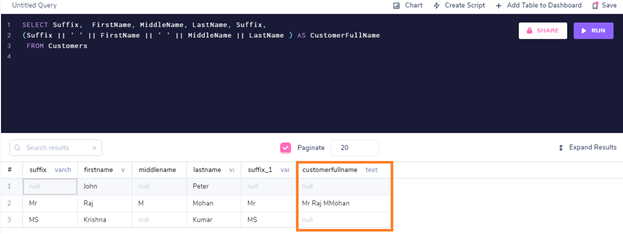 Untitled Query Chart Create Script + Add Table to Dashboard Save
1 SELECT Suffix, FirstName, MiddleName, LastName, Suffix,
2 (Suffix || ' ' || FirstName || ' ' || MiddleName || LastName ) AS CustomerFullName
3 FROM Customers
4
SHARE RUN
Search results × Paginate 20 Expand Results
# suffix varch firstname v middlename lastname va suffix_1 var customerfullname text
1 null John null Peter null null
2 Mr Raj M Mohan Mr Mr Raj MMohan
3 MS Krishna null Kumar MS null